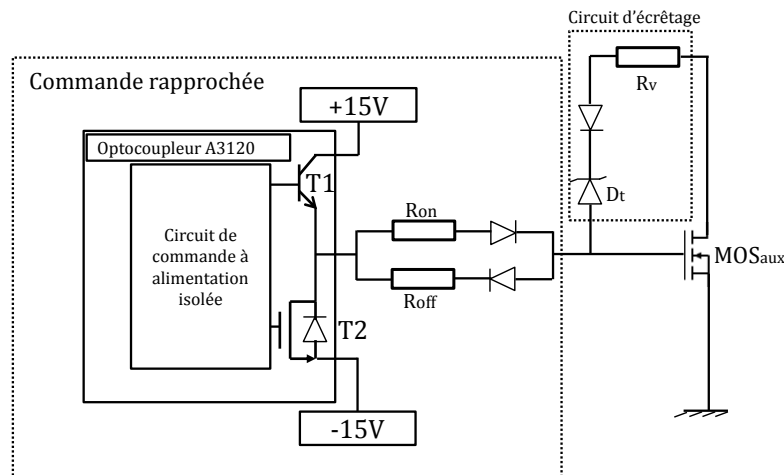 Circuit d'écrêtage
Commande rapprochée
Rv
+15V
Optocoupleur A3120
T1
Dt
Ron
Circuit de
commande à
alimentation
isolée
MOSaux
Roff
T2
-15V